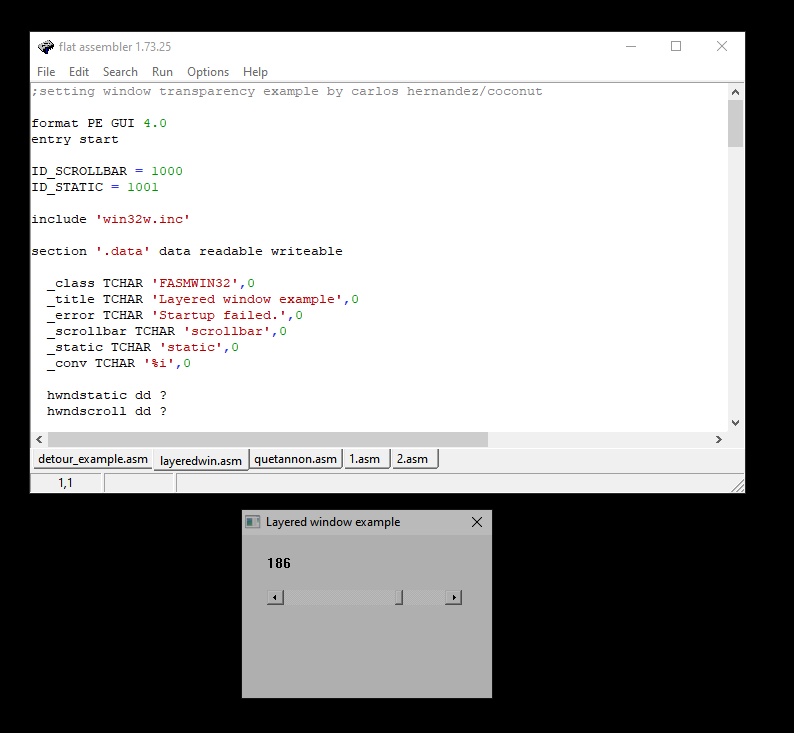 flat assembler 1.73.25
File Edit Search Run Options Help
;setting window transparency example by carlos hernandez/coconut
format PE GUI 4.0
entry start
ID_SCROLLBAR = 1000
ID_STATIC = 1001
include 'win32w.inc'
section '.data' data readable writeable
_class TCHAR 'FASMWIN32',0
_title TCHAR 'Layered window example',0
_error TCHAR 'Startup failed.',0
_scrollbar TCHAR 'scrollbar',0
_static TCHAR 'static',0
_conv TCHAR '%i',0
hwndstatic dd ?
hwndscroll dd ?
detour_example.asm layeredwin.asm quetannon.asm 1.asm 2.asm
1,1
Layered window example
186